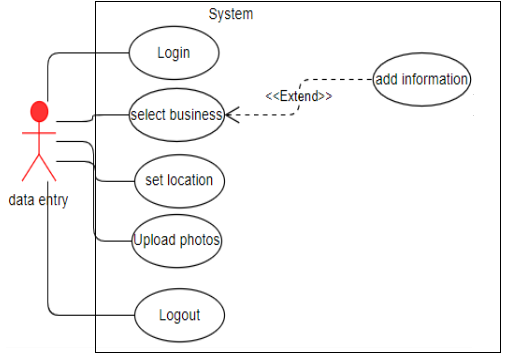 System
Login
add information
<<Extend>>
select business
set location
data entry
Upload photos
Logout